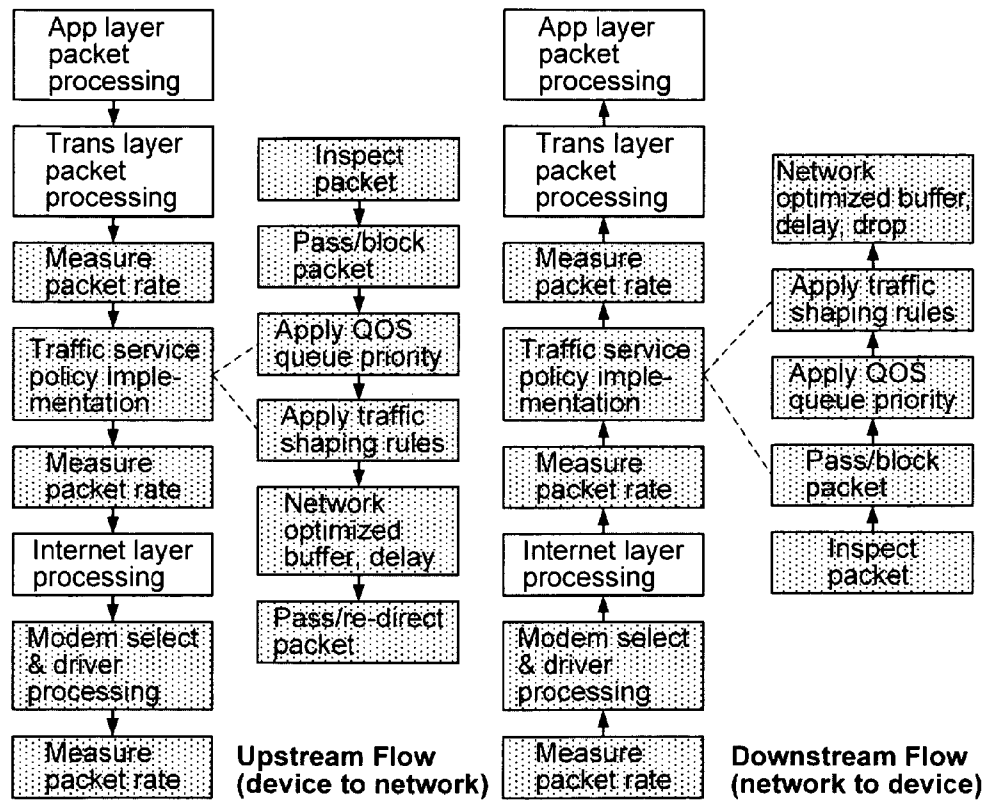 App layer
packet
processing
Trans layer
packet
processing
Measure
packet rate
Traffic service
policy imple-
mentation
Measure
packet rate
Internet layer
processing
Modem select
& driver
processing
Measure
packet rate
Inspect
packet
Pass/block
packet
Apply QOS
queue priority
Apply traffic
shaping rules
Network
optimized
buffer, delay
Pass/re-direct
packet
Upstream Flow
(device to network)
App layer
packet
processing
Trans layer
packet
processing
Measure
packet rate
Traffic service
policy imple-
mentation
Measure
packet rate
Internet layer
processing
Modem select
& driver
processing
Measure
packet rate
Network
optimized buffer,
delay, drop
Apply traffic
shaping rules
Apply QOS
queue priority
Pass/block
packet
Inspect
packet
Downstream Flow
(network to device)